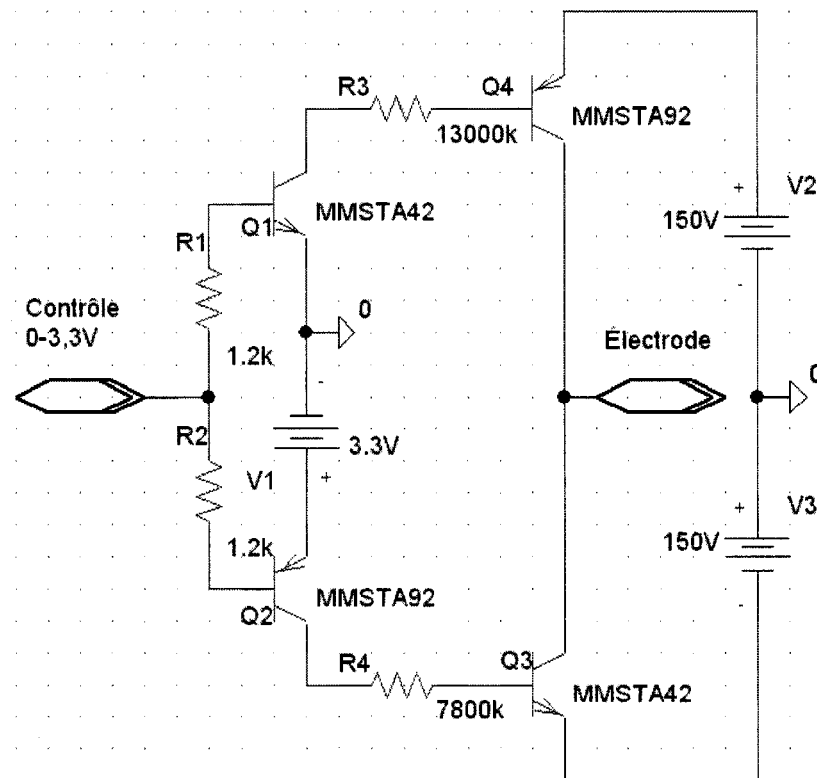 R3
Q4
13000k
MMSTA92
Q1
MMSTA42
R1
V2
+
150V
-
Contrôle
0-3,3V
1.2k
0
Électrode
0
-
R2
3.3V
V1
+
+
V3
150V
-
1.2k
Q2
MMSTA92
R4
Q3
7800k
MMSTA42